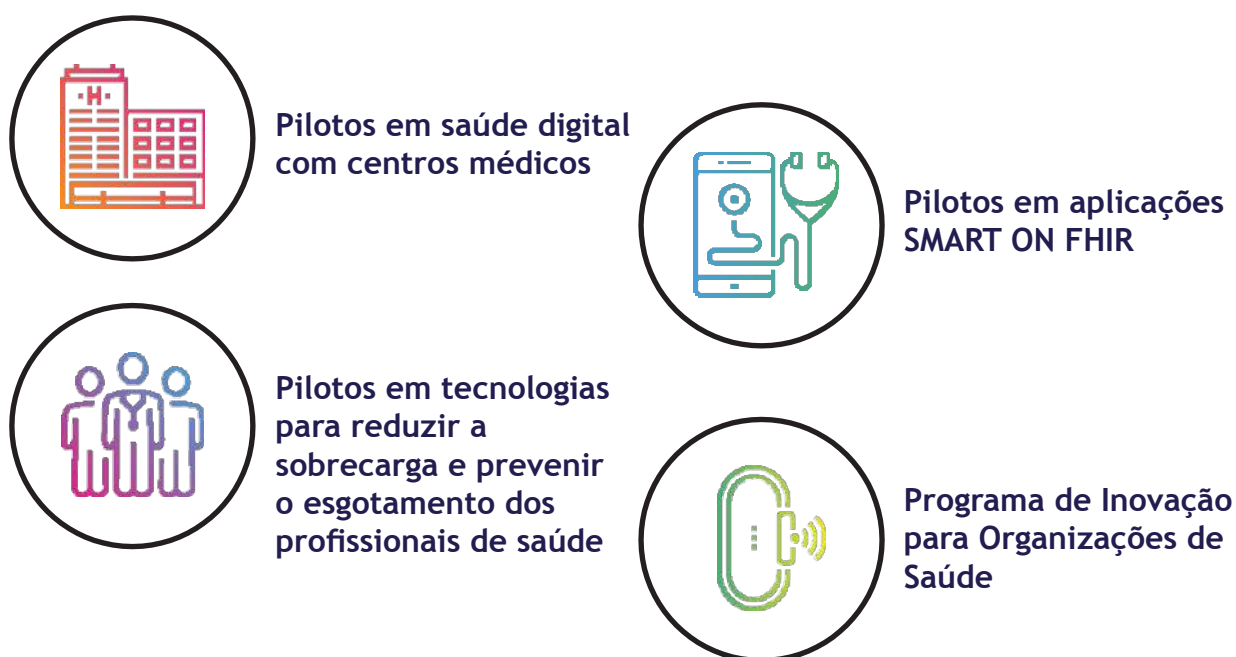 ·H·
Pilotos em saúde digital
com centros médicos
Pilotos em aplicações
SMART ON FHIR
Pilotos em tecnologias
para reduzir a
sobrecarga e prevenir
o esgotamento dos
profissionais de saúde
Programa de Inovação
para Organizações de
Saúde